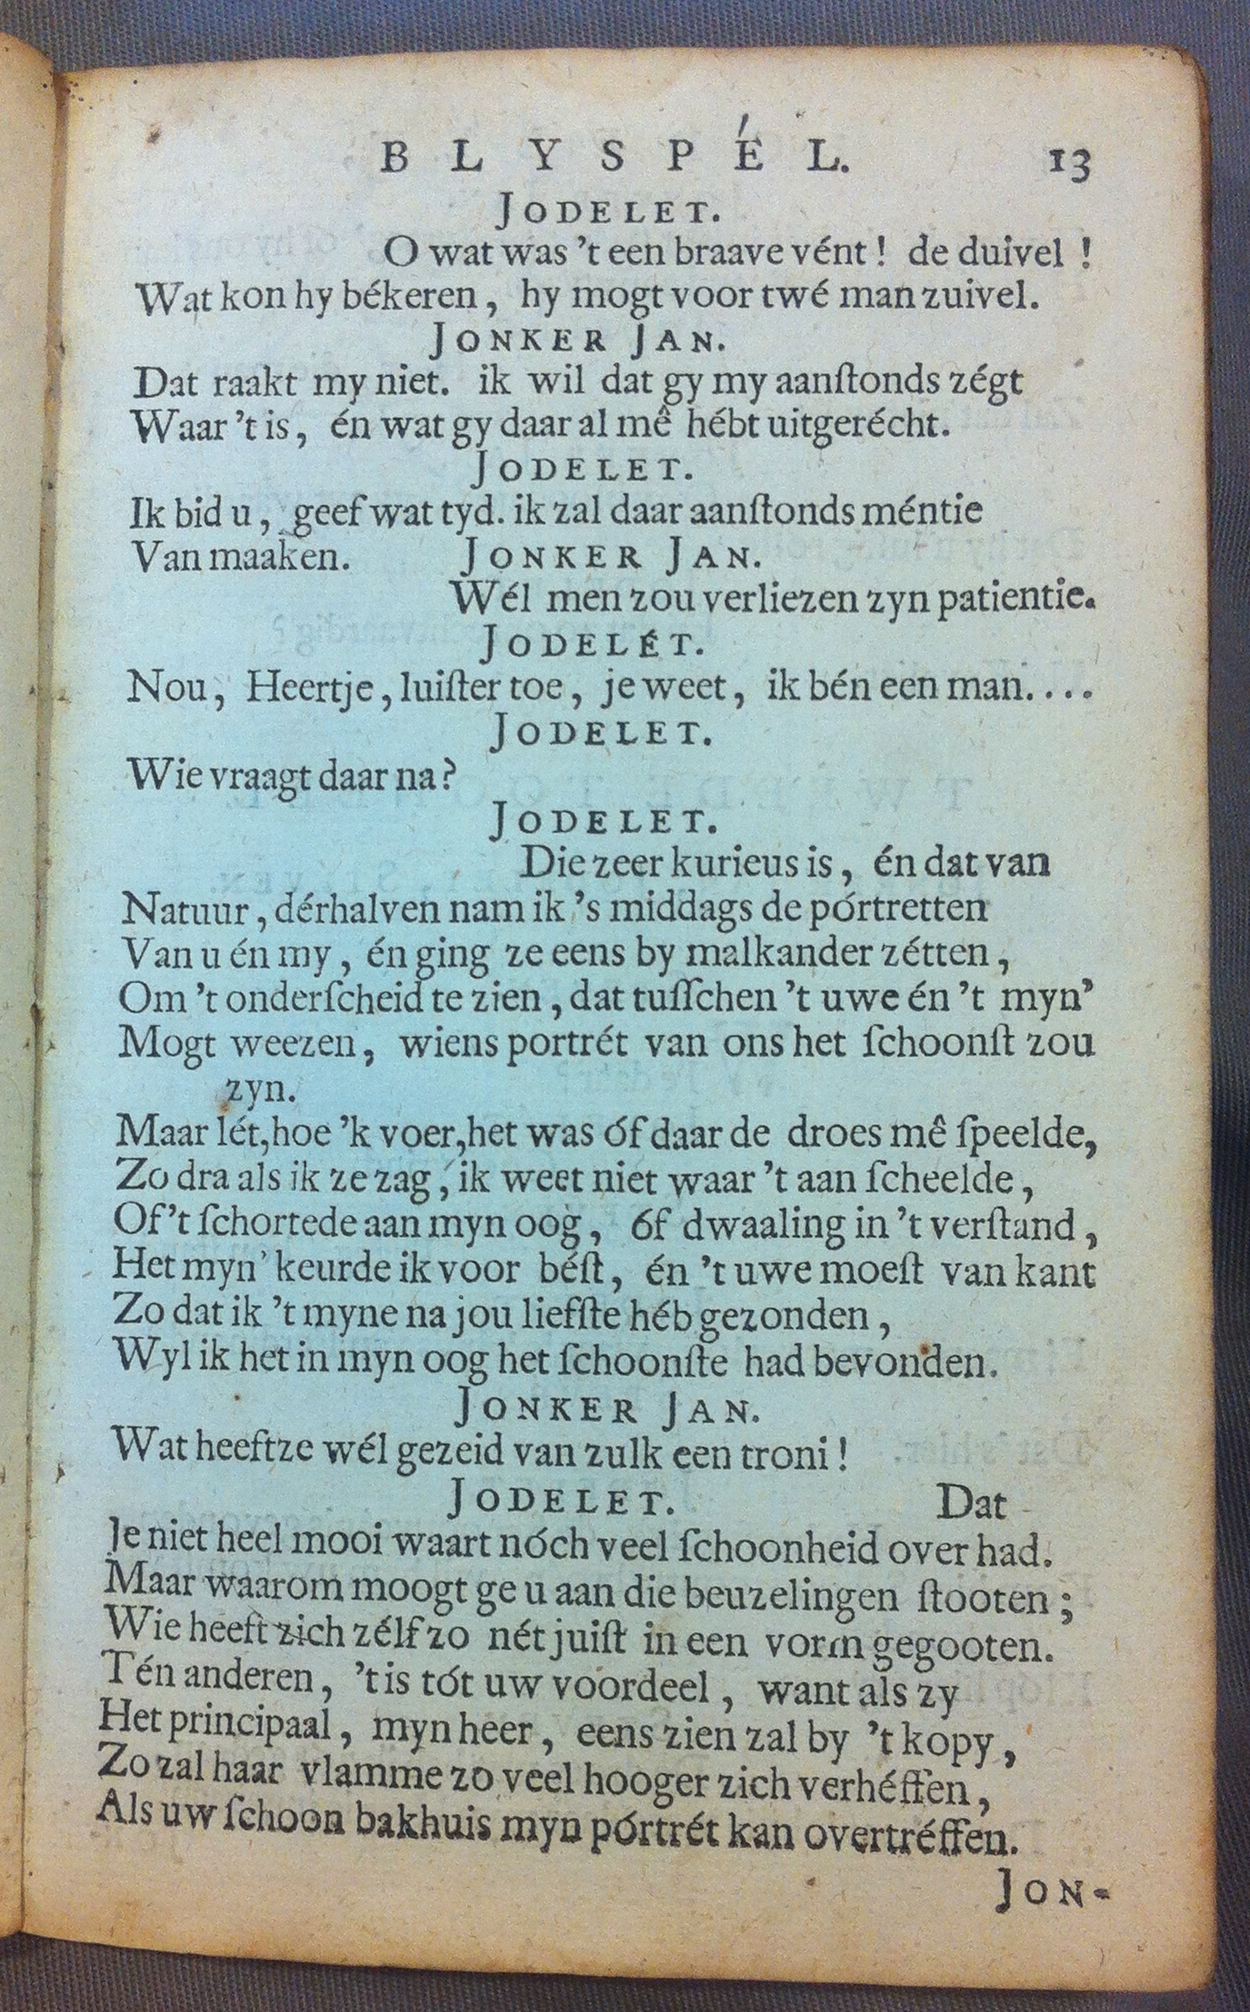 BLYSPÉL. 13
JODELET.
O wat was 't een braave vént! de duivel!
Wat kon hy békeren, hy mogt voor twé man zuivel.
JONKER JAN.
Dat raakt my niet. ik wil dat gy my aanſtonds zégt
Waar 't is, én wat gy daar al mê hébt uitgerécht.
JODELET.
Ik bid u, geef wat tyd. ik zal daar aanſtonds méntie
Van maaken. JONKER JAN.
Wél men zou verliezen zyn patientie.
JODELÉT.
Nou, Heertje, luiſter toe, je weet, ik bén een man....
JODELET.
Wie vraagt daar na?
JODELET.
Die zeer kurieus is, én dat van
Natuur, dérhalven nam ik 's middags de pórtretten
Van u én my, én ging ze eens by malkander zétten,
Om 't onderſcheid te zien, dat tuſſchen 't uwe én 't myn'
Mogt weezen, wiens portrét van ons het ſchoonſt zou
zyn.
Maar lét, hoe 'k voer, het was óf daar de droes mê ſpeelde,
Zo dra als ik ze zag, ik weet niet waar 't aan ſcheelde,
Of 't ſchortede aan myn oog, óf dwaaling in 't verſtand,
Het myn' keurde ik voor béſt, én 't uwe moeſt van kant
Zo dat ik 't myne na jou liefſte héb gezonden,
Wyl ik het in myn oog het ſchoonſte had bevonden.
JONKER JAN.
Wat heeftze wél gezeid van zulk een troni!
JODELET. Dat
Je niet heel mooi waart nóch veel ſchoonheid over had.
Maar waarom moogt ge u aan die beuzelingen ſtooten;
Wie heeft zich zélf zo nét juiſt in een vorm gegooten.
Tén anderen, 't is tót uw voordeel, want als zy
Het principaal, myn heer, eens zien zal by 't kopy,
Zo zal haar vlamme zo veel hooger zich verhéffen,
Als uw ſchoon bakhuis myn pórtrét kan overtréffen.
JON-